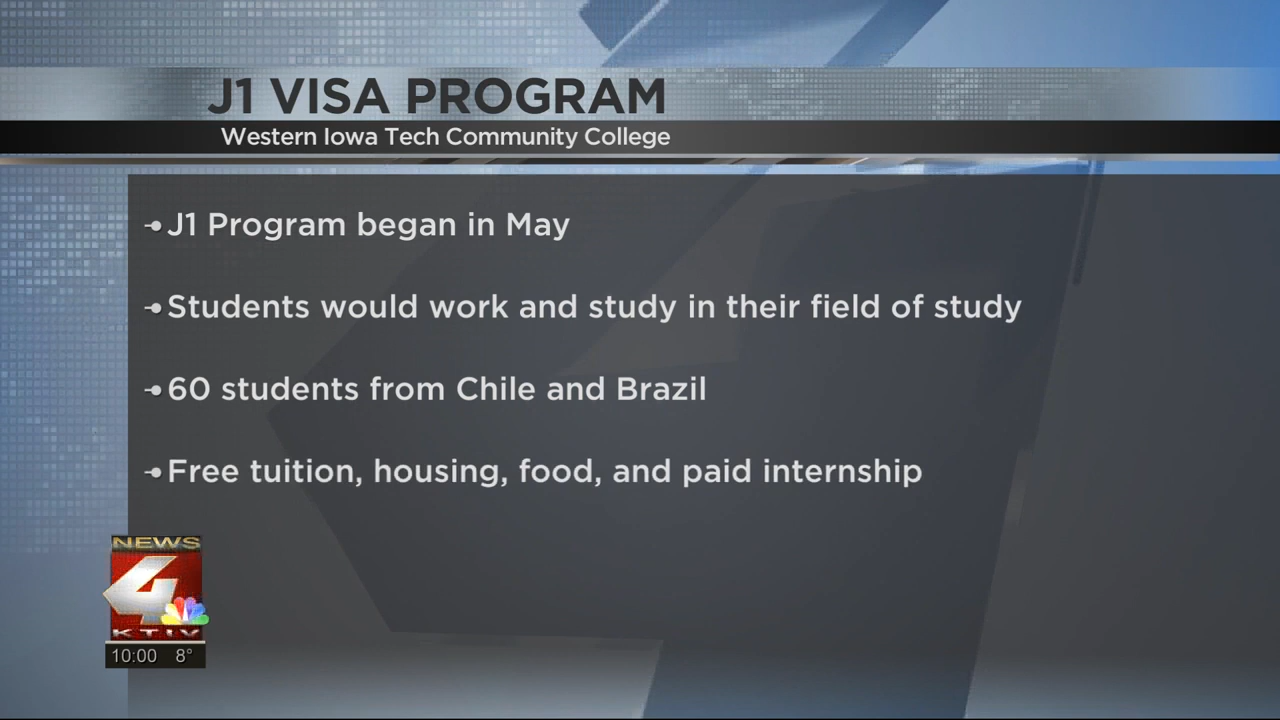 J1 VISA PROGRAM
Western Iowa Tech Community College
J1 Program began in May
Students would work and study in their field of study
60 students from Chile and Brazil
Free tuition, housing, food, and paid internship
NEWS
4
KTIV
10:00 8°